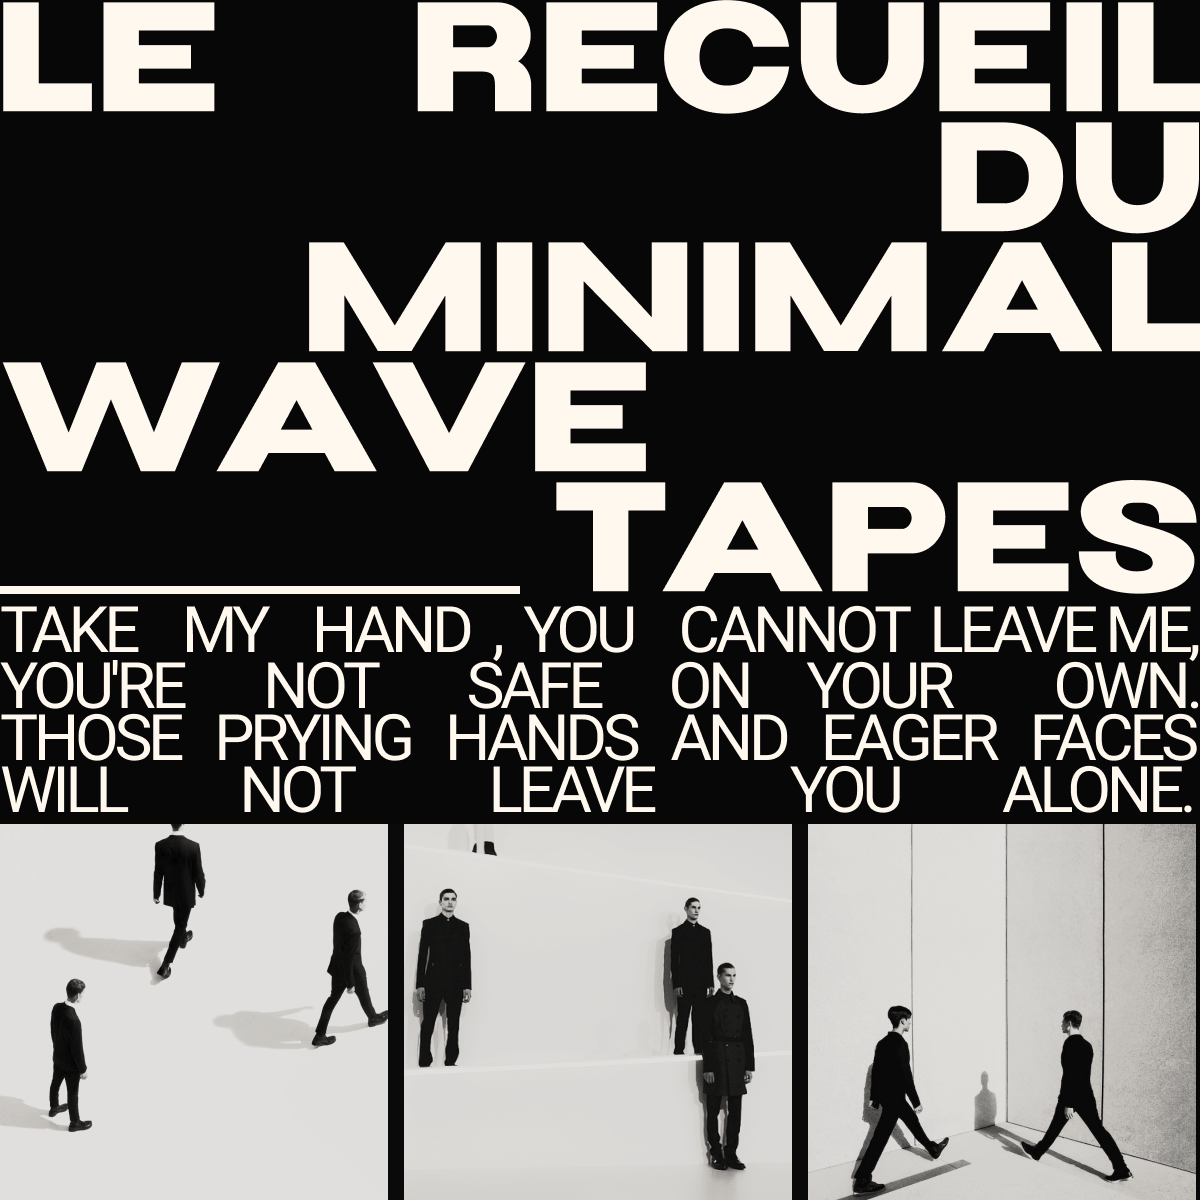 LE RECUEIL
DU
MINIMAL
WAVE
TAPES
TAKE MY HAND , YOU CANNOT LEAVE ME,
YOU'RE NOT SAFE ON YOUR OWN.
THOSE PRYING HANDS AND EAGER FACES
WILL NOT LEAVE YOU ALONE.